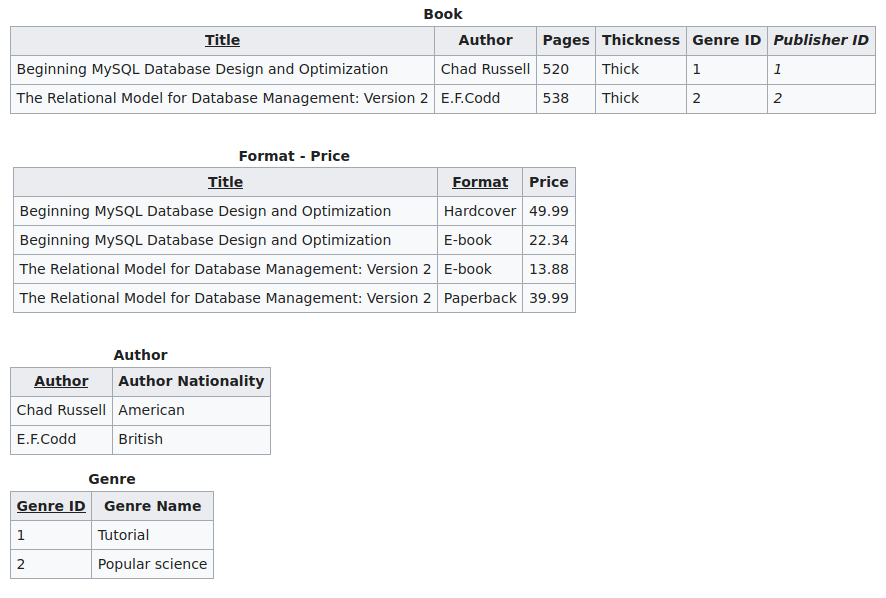 Book
Title Author Pages Thickness Genre ID Publisher ID
Beginning MySQL Database Design and Optimization Chad Russell 520 Thick 1 1
The Relational Model for Database Management: Version 2 E.F.Codd 538 Thick 2 2
Format - Price
Title Format Price
Beginning MySQL Database Design and Optimization Hardcover 49.99
Beginning MySQL Database Design and Optimization E-book 22.34
The Relational Model for Database Management: Version 2 E-book 13.88
The Relational Model for Database Management: Version 2 Paperback 39.99
Author
Author Author Nationality
Chad Russell American
E.F.Codd British
Genre
Genre ID Genre Name
1 Tutorial
2 Popular science